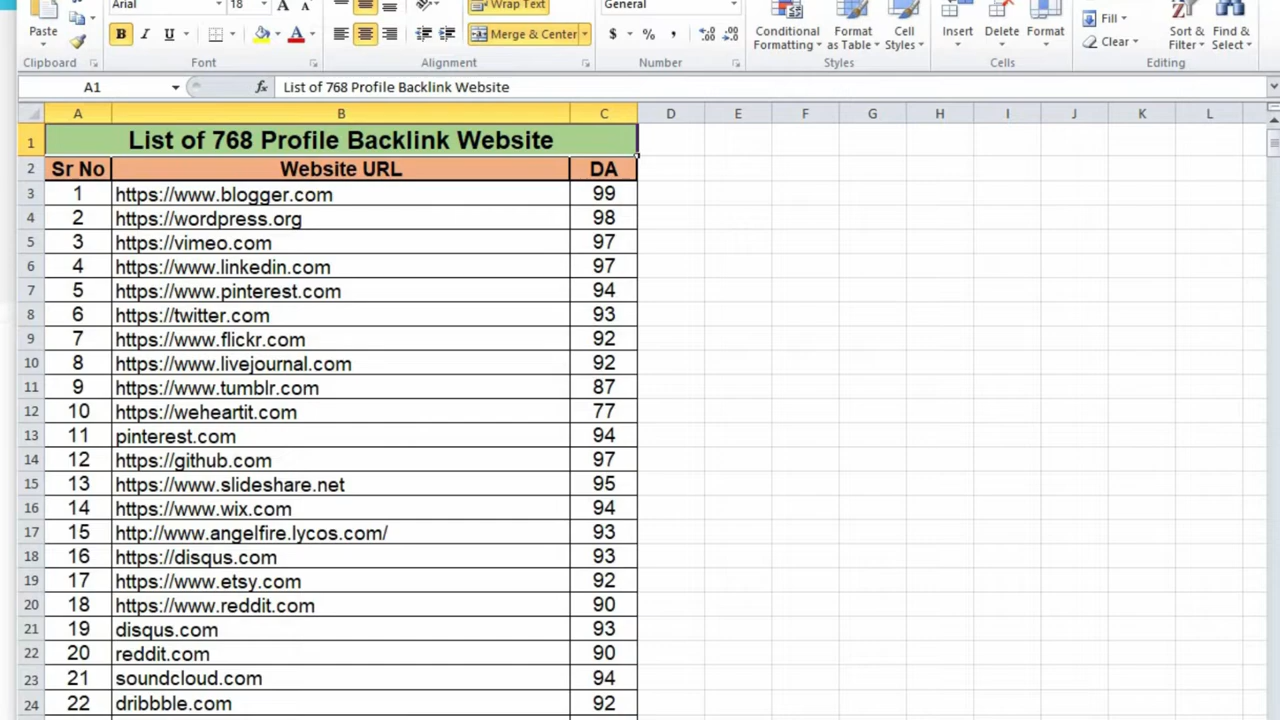 Arial 18 A A Wrap Text General
Paste B I U A Merge & Center $ % , Conditional Formatting Format as Table Cell Styles Insert Delete Format Fill Clear Sort & Filter Find & Select
Clipboard Font Alignment Number Styles Cells Editing
A1 fx List of 768 Profile Backlink Website
A B C D E F G H I J K L
1 List of 768 Profile Backlink Website
2 Sr No Website URL DA
3 1 https://www.blogger.com 99
4 2 https://wordpress.org 98
5 3 https://vimeo.com 97
6 4 https://www.linkedin.com 97
7 5 https://www.pinterest.com 94
8 6 https://twitter.com 93
9 7 https://www.flickr.com 92
10 8 https://www.livejournal.com 92
11 9 https://www.tumblr.com 87
12 10 https://weheartit.com 77
13 11 pinterest.com 94
14 12 https://github.com 97
15 13 https://www.slideshare.net 95
16 14 https://www.wix.com 94
17 15 http://www.angelfire.lycos.com/ 93
18 16 https://disqus.com 93
19 17 https://www.etsy.com 92
20 18 https://www.reddit.com 90
21 19 disqus.com 93
22 20 reddit.com 90
23 21 soundcloud.com 94
24 22 dribbble.com 92